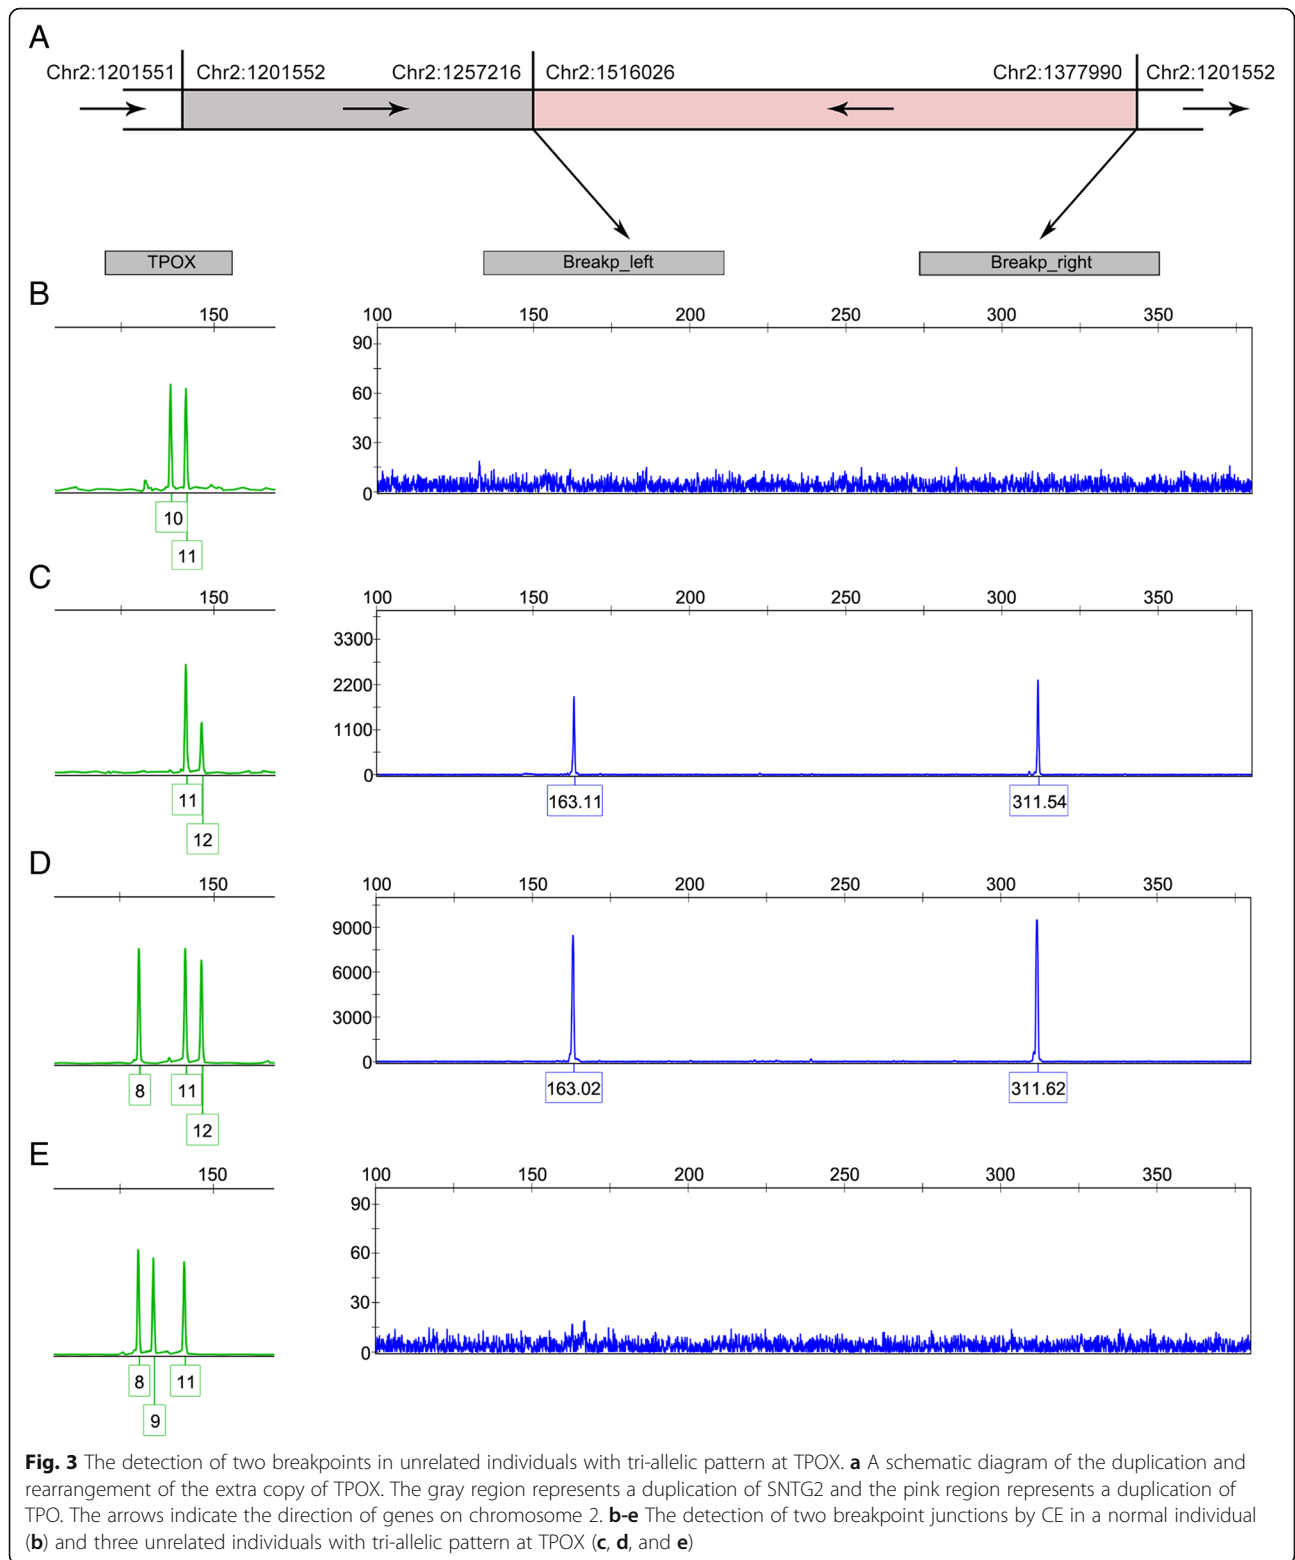 A
Chr2:1201551 Chr2:1201552 Chr2:1257216 Chr2:1516026 Chr2:1377990 Chr2:1201552
TPOX Breakp_left Breakp_right
B
150 100 150 200 250 300 350
90
60
30
0
10
11
C
150 100 150 200 250 300 350
3300
2200
1100
0
11 163.11 311.54
12
D
150 100 150 200 250 300 350
9000
6000
3000
0
8 11 163.02 311.62
12
E
150 100 150 200 250 300 350
90
60
30
0
8 11
9
Fig. 3 The detection of two breakpoints in unrelated individuals with tri-allelic pattern at TPOX. a A schematic diagram of the duplication and
rearrangement of the extra copy of TPOX. The gray region represents a duplication of SNTG2 and the pink region represents a duplication of
TPO. The arrows indicate the direction of genes on chromosome 2. b-e The detection of two breakpoint junctions by CE in a normal individual
(b) and three unrelated individuals with tri-allelic pattern at TPOX (c, d, and e)